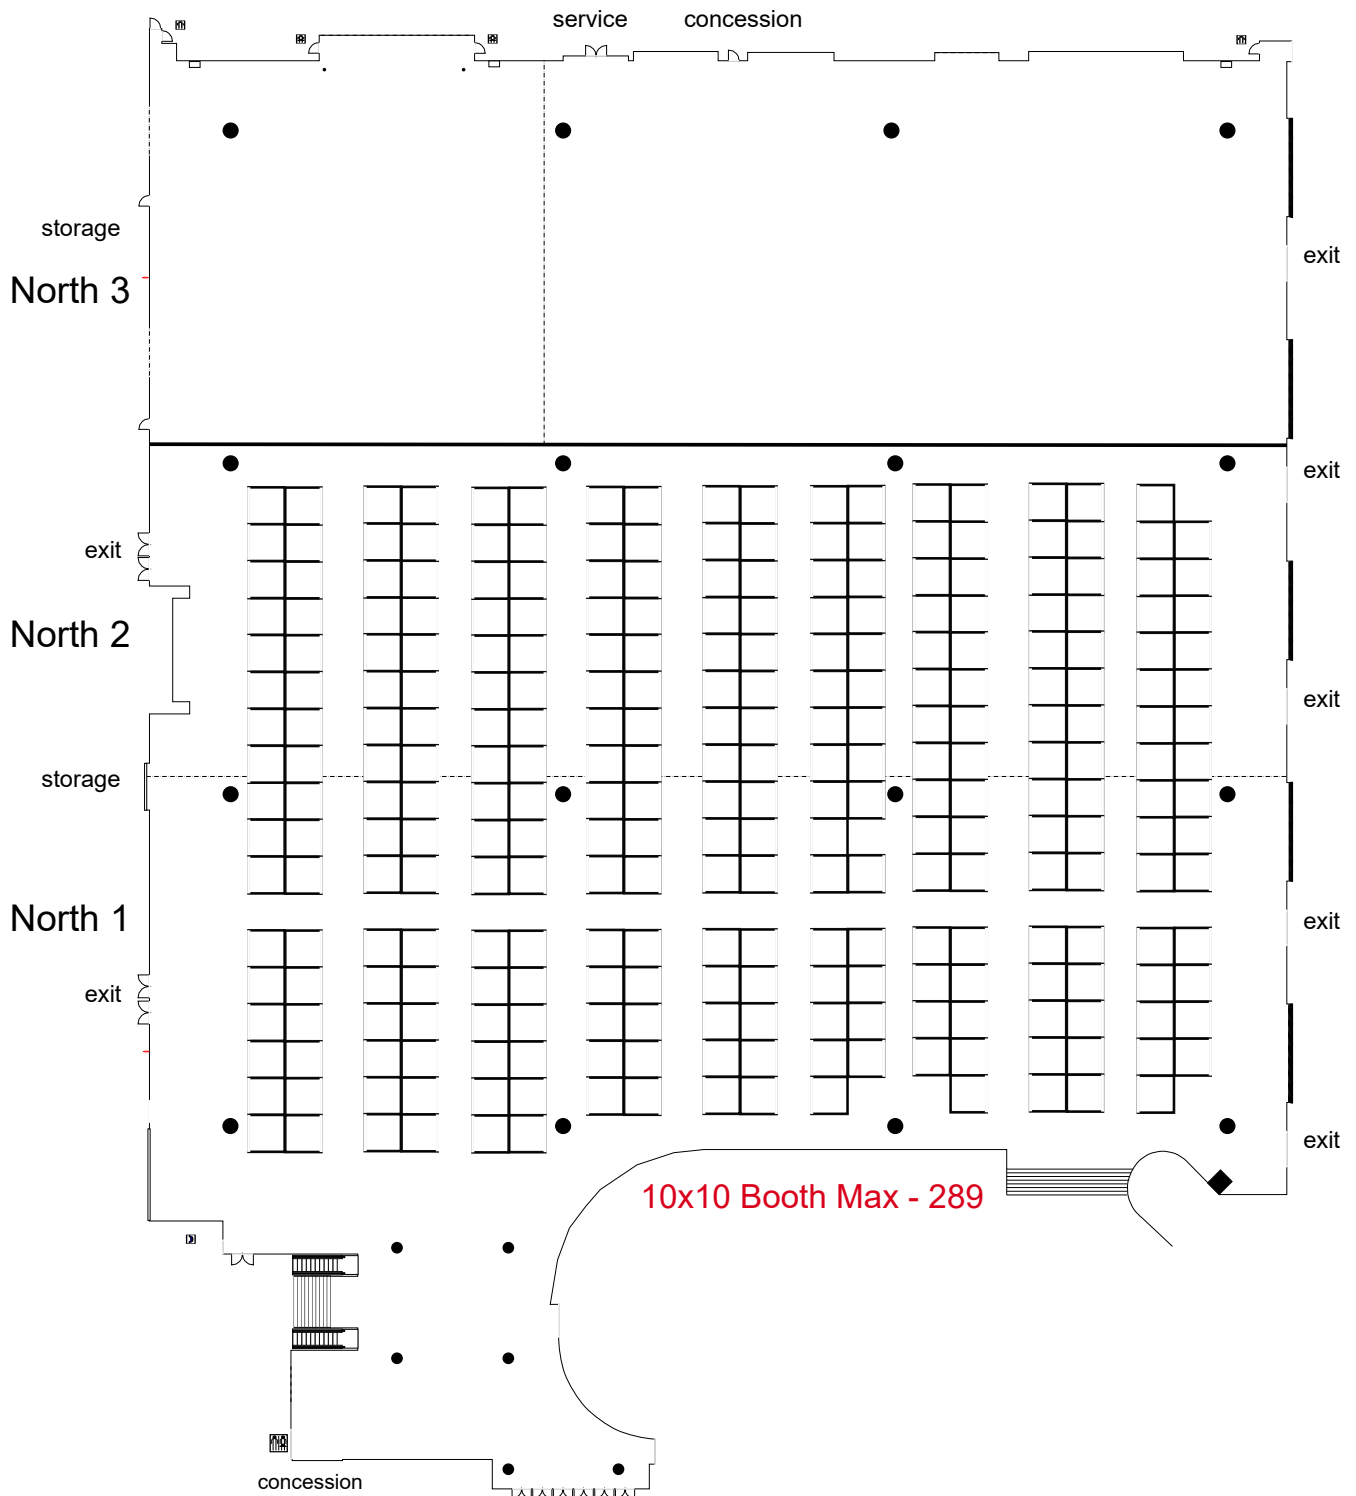 service
concession
storage
exit
North 3
exit
exit
North 2
exit
storage
North 1
exit
exit
exit
10x10 Booth Max - 289
concession